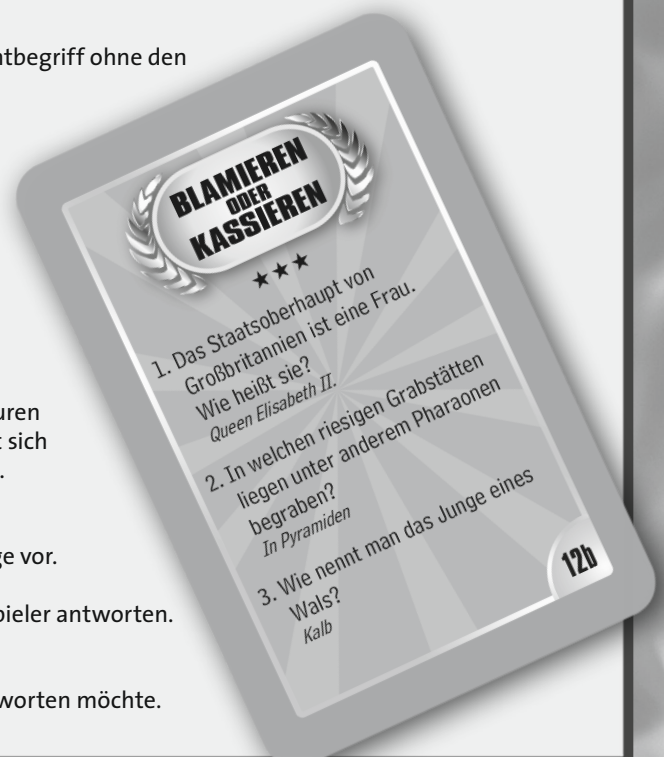 ntbegriff ohne den
uren
t sich
.
ge vor.
pieler antworten.
worten möchte.
BLAMIEREN
ODER
KASSIEREN
★★★
1. Das Staatsoberhaupt von
Großbritannien ist eine Frau.
Wie heißt sie?
Queen Elisabeth II.
2. In welchen riesigen Grabstätten
liegen unter anderem Pharaonen
begraben?
In Pyramiden
3. Wie nennt man das Junge eines
Wals?
Kalb
12b